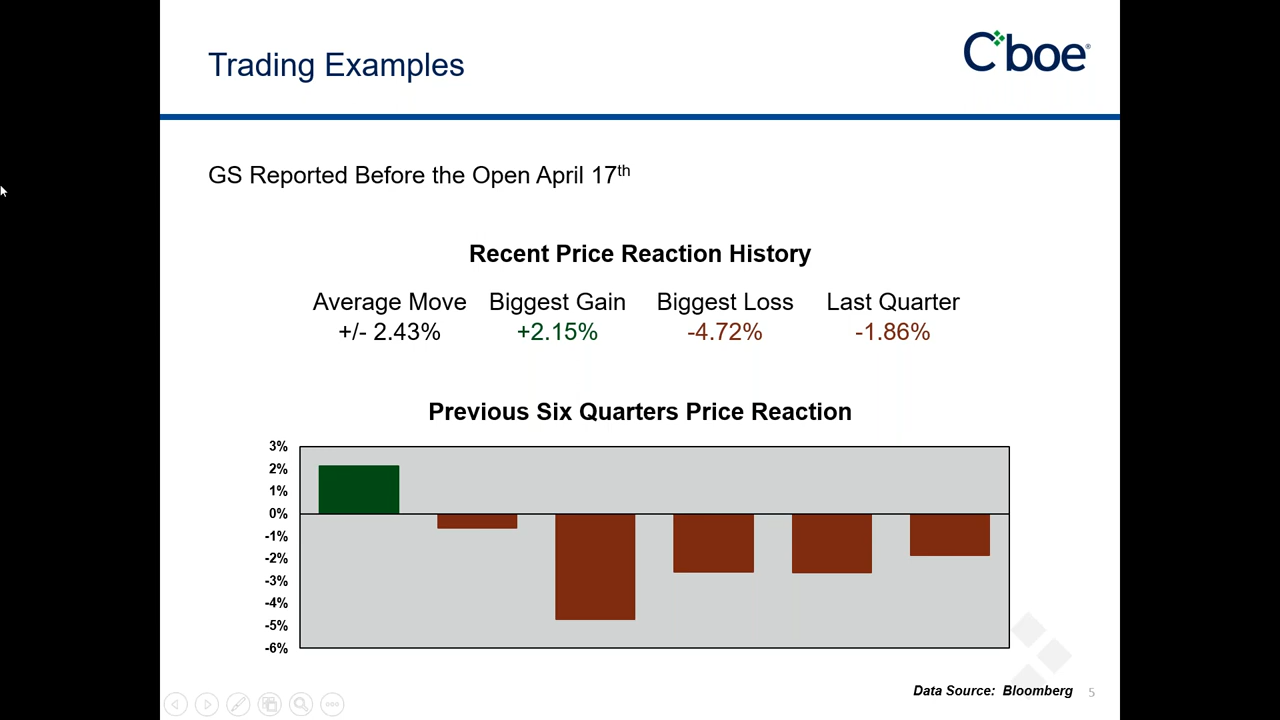 Trading Examples
Cboe®
GS Reported Before the Open April 17th
Recent Price Reaction History
Average Move Biggest Gain Biggest Loss Last Quarter
+/- 2.43% +2.15% -4.72% -1.86%
Previous Six Quarters Price Reaction
3%
2%
1%
0%
-1%
-2%
-3%
-4%
-5%
-6%
Data Source: Bloomberg 5